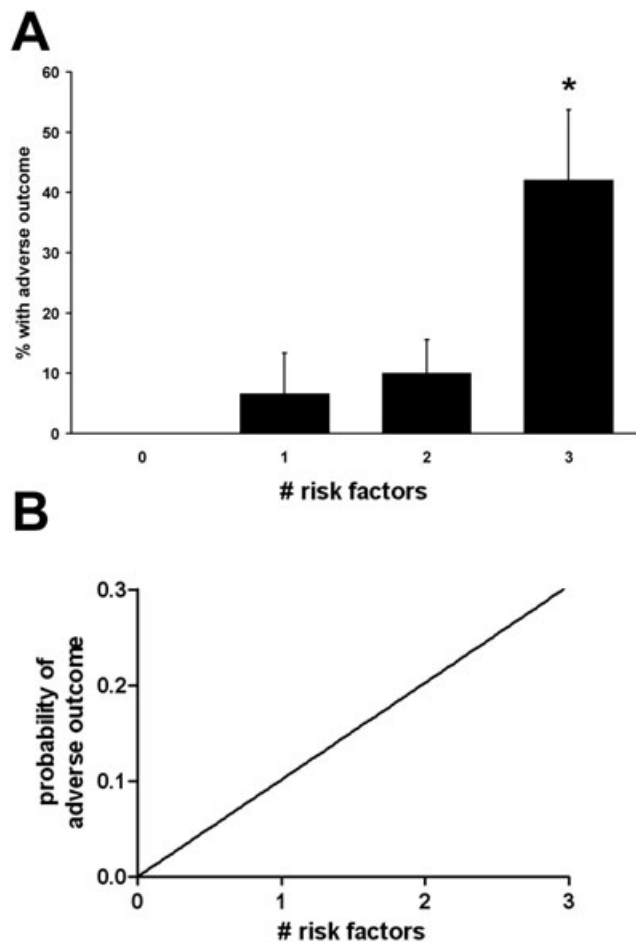 A
60
50
40
30
20
10
0
% with adverse outcome
*
0 1 2 3
# risk factors
B
0.3
0.2
0.1
0.0
probability of
adverse outcome
0 1 2 3
# risk factors